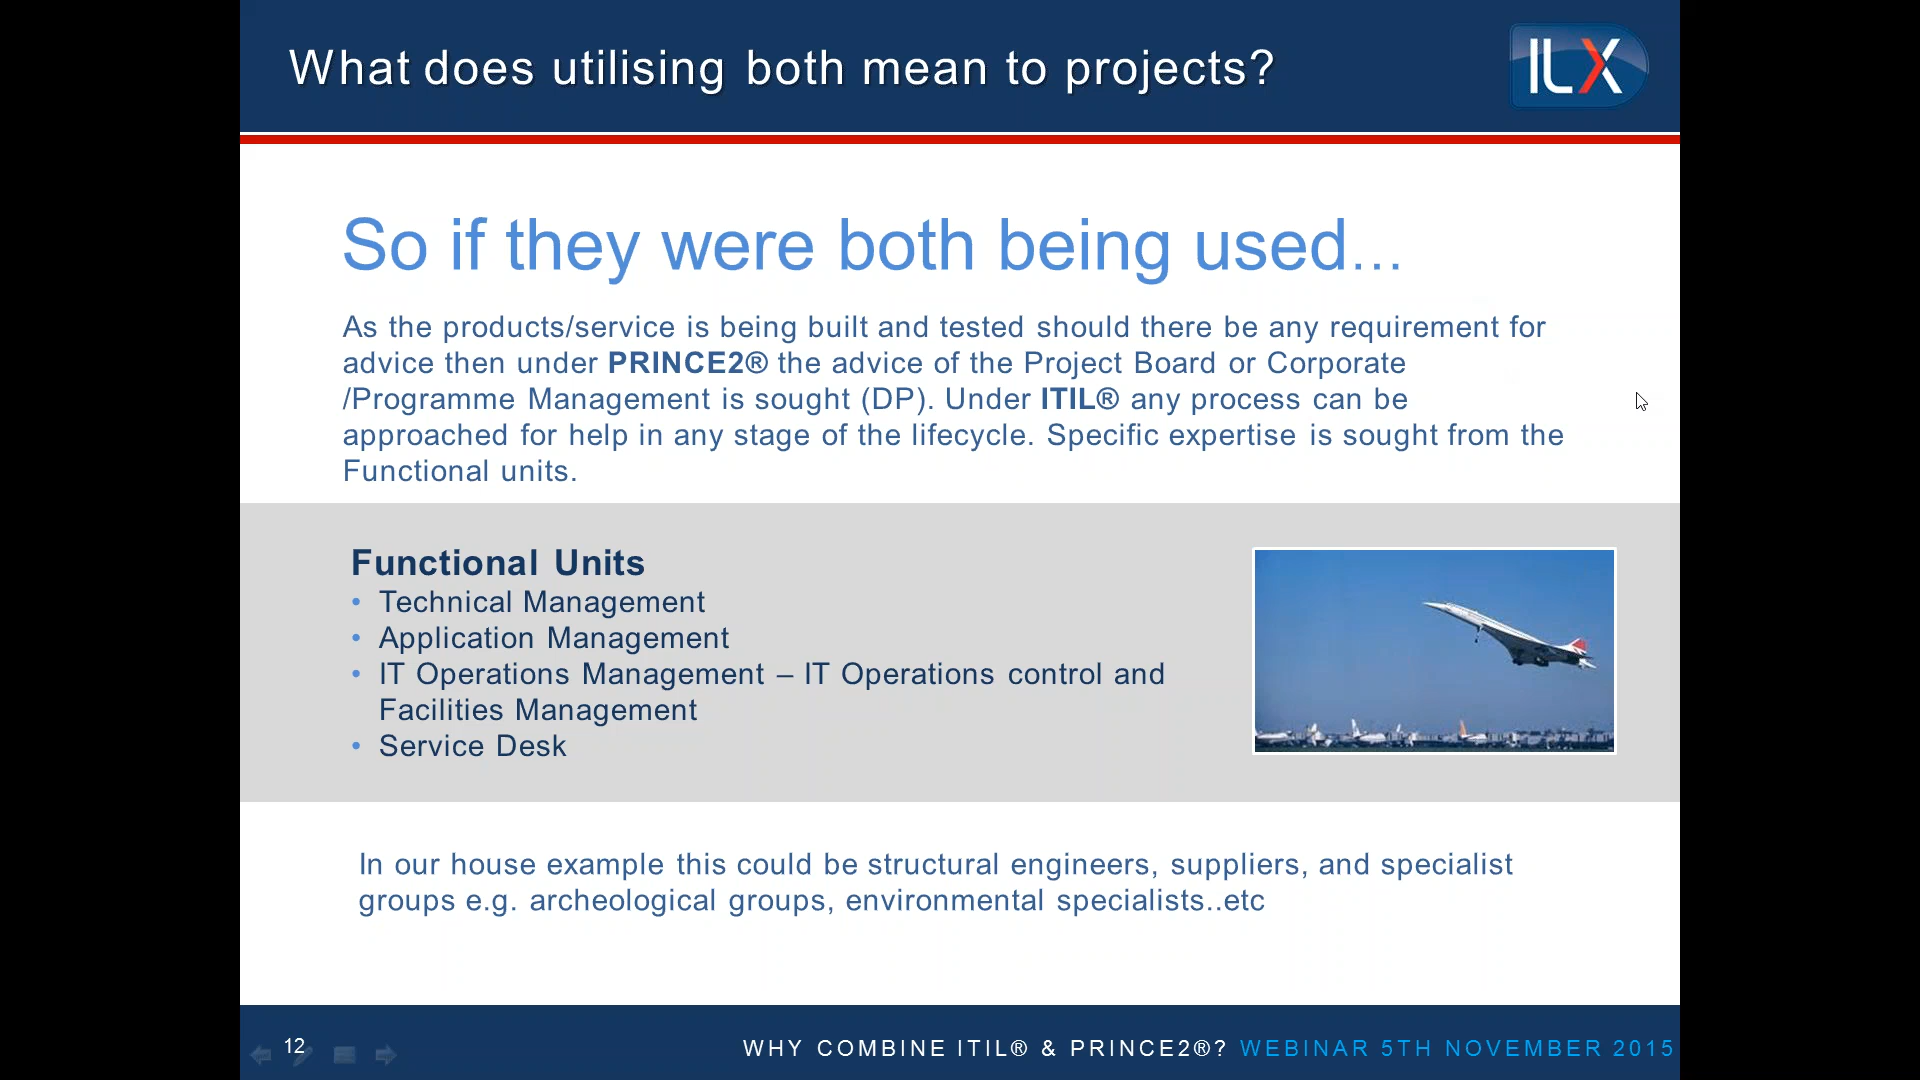 What does utilising both mean to projects?
ILX
So if they were both being used...
As the products/service is being built and tested should there be any requirement for
advice then under PRINCE2® the advice of the Project Board or Corporate
/Programme Management is sought (DP). Under ITIL® any process can be
approached for help in any stage of the lifecycle. Specific expertise is sought from the
Functional units.
Functional Units
• Technical Management
• Application Management
• IT Operations Management – IT Operations control and
Facilities Management
• Service Desk
In our house example this could be structural engineers, suppliers, and specialist
groups e.g. archeological groups, environmental specialists..etc
12
WHY COMBINE ITIL® & PRINCE2®? WEBINAR 5TH NOVEMBER 2015